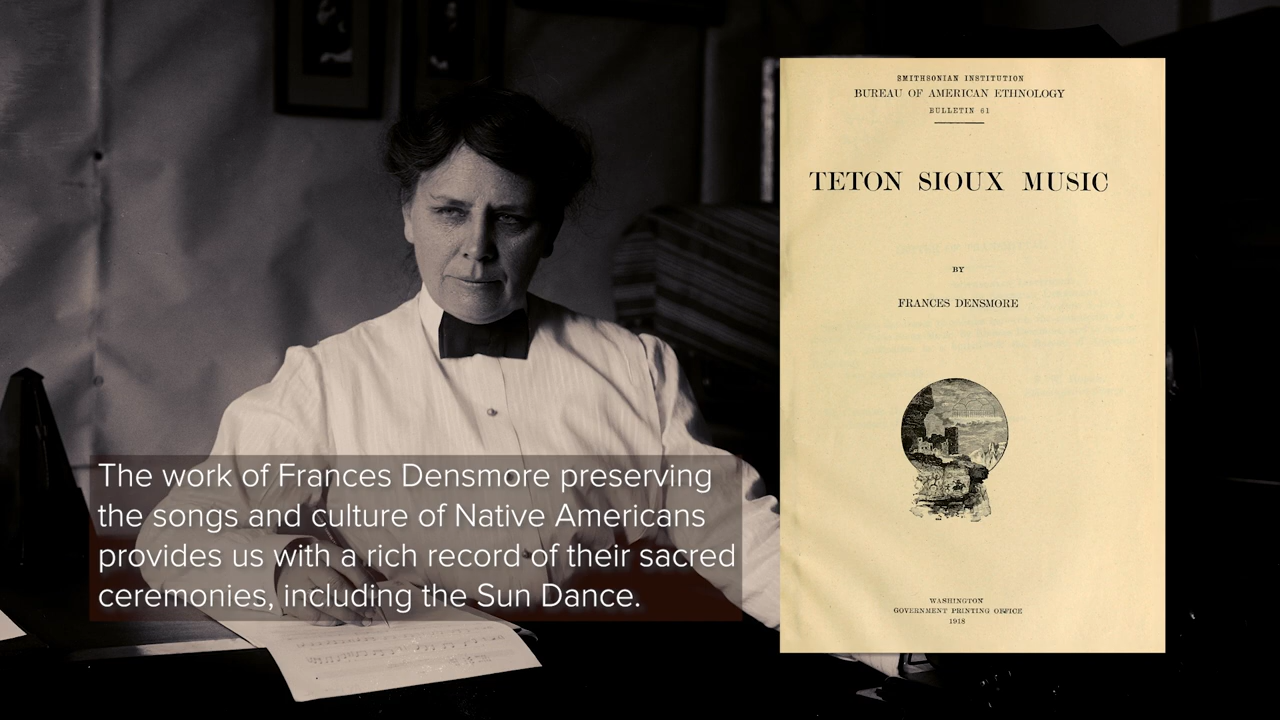 The work of Frances Densmore preserving
the songs and culture of Native Americans
provides us with a rich record of their sacred
ceremonies, including the Sun Dance.
SMITHSONIAN INSTITUTION
BUREAU OF AMERICAN ETHNOLOGY
BULLETIN 61
TETON SIOUX MUSIC
BY
FRANCES DENSMORE
WASHINGTON
GOVERNMENT PRINTING OFFICE
1918